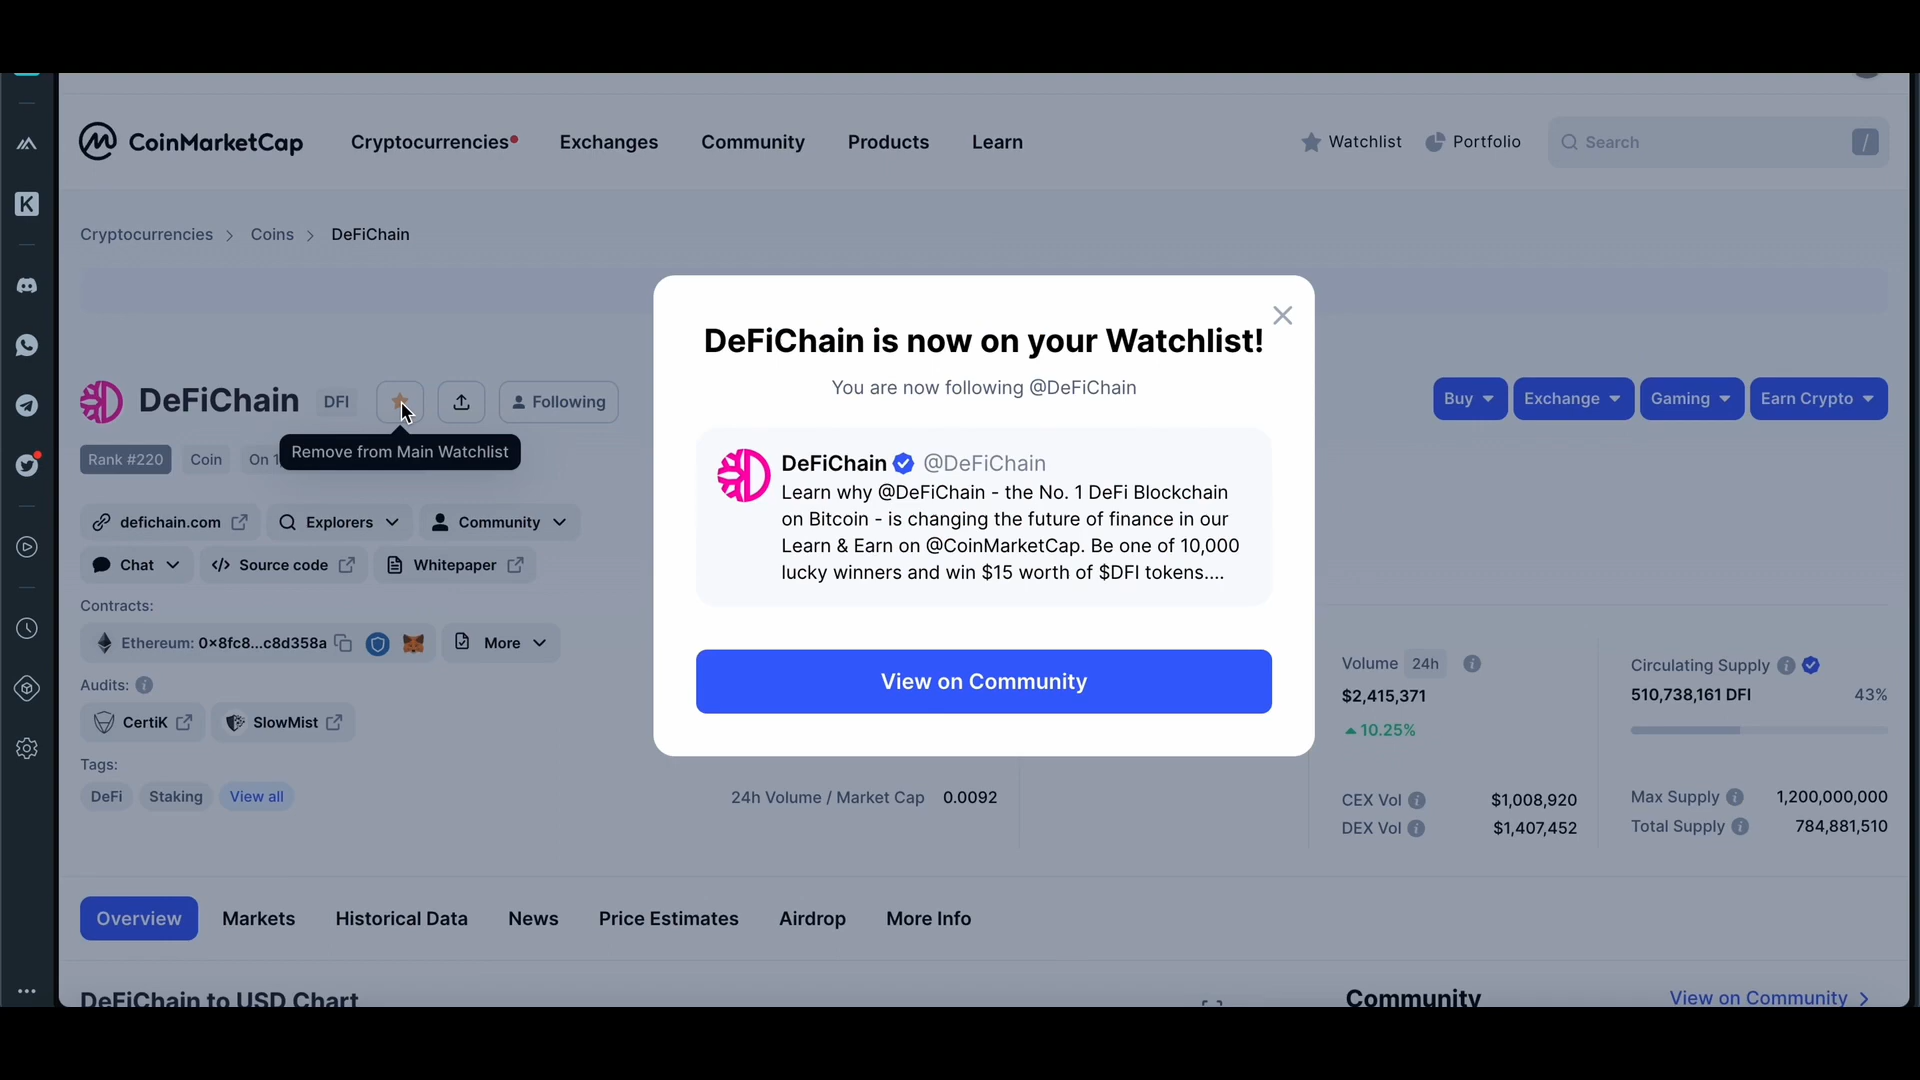 CoinMarketCap
Cryptocurrencies
Exchanges
Community
Products
Learn
Watchlist
Portfolio
Search
/
K
Cryptocurrencies > Coins > DeFiChain
DeFiChain is now on your Watchlist!
You are now following @DeFiChain
DeFiChain @DeFiChain
Learn why @DeFiChain - the No. 1 DeFi Blockchain
on Bitcoin - is changing the future of finance in our
Learn & Earn on @CoinMarketCap. Be one of 10,000
lucky winners and win $15 worth of $DFI tokens....
View on Community
DeFiChain
DFI
Following
Buy
Exchange
Gaming
Earn Crypto
Remove from Main Watchlist
Rank #220
Coin
On
defichain.com
Explorers
Community
Chat
</> Source code
Whitepaper
Contracts:
Ethereum: 0x8fc8...c8d358a
More
Audits:
CertiK
SlowMist
Tags:
DeFi
Staking
View all
24h Volume / Market Cap 0.0092
Volume 24h
$2,415,371
10.25%
CEX Vol $1,008,920
DEX Vol $1,407,452
Circulating Supply
510,738,161 DFI 43%
Max Supply 1,200,000,000
Total Supply 784,881,510
Overview
Markets
Historical Data
News
Price Estimates
Airdrop
More Info
DeFiChain to USD Chart
Community
View on Community >